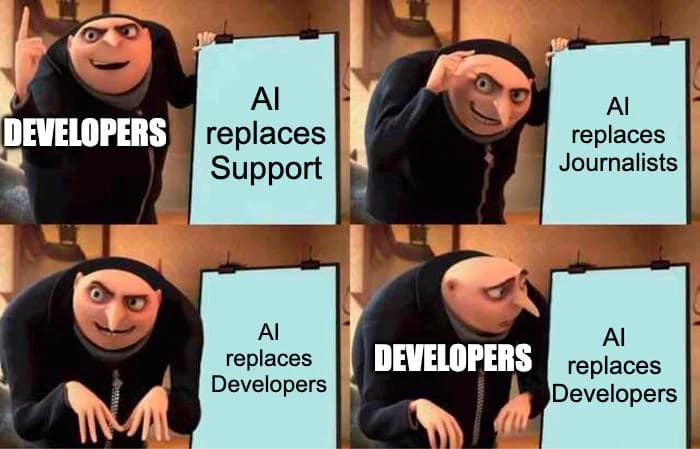 DEVELOPERS
AI
replaces
Support
AI
replaces
Journalists
AI
replaces
Developers
DEVELOPERS
AI
replaces
Developers